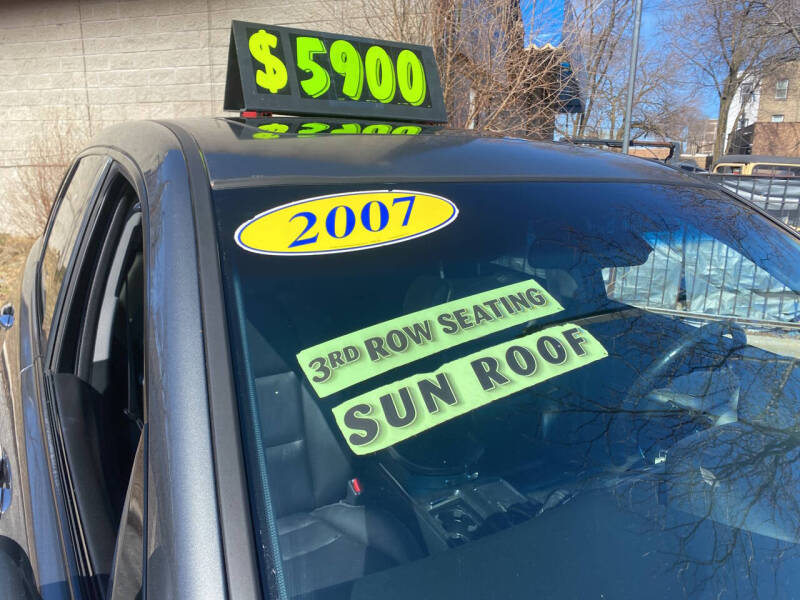 $5900
2007
3RD ROW SEATING
SUN ROOF